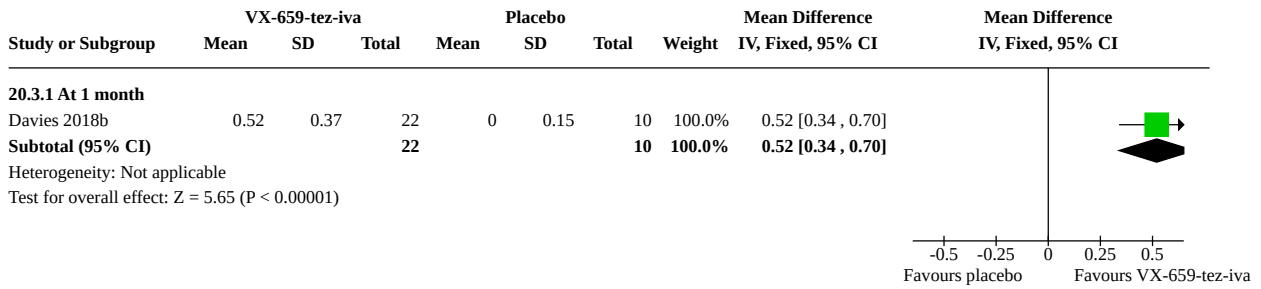 VX-659-tez-iva Placebo Mean Difference Mean Difference
Study or Subgroup Mean SD Total Mean SD Total Weight IV, Fixed, 95% CI IV, Fixed, 95% CI
20.3.1 At 1 month
Davies 2018b 0.52 0.37 22 0 0.15 10 100.0% 0.52 [0.34 , 0.70]
Subtotal (95% CI) 22 10 100.0% 0.52 [0.34 , 0.70]
Heterogeneity: Not applicable
Test for overall effect: Z = 5.65 (P < 0.00001)
-0.5 -0.25 0 0.25 0.5
Favours placebo Favours VX-659-tez-iva